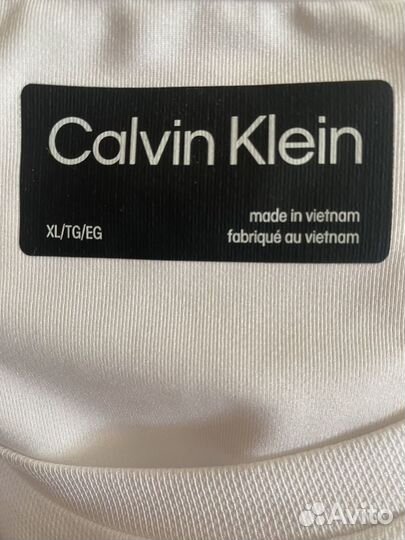 Calvin Klein
made in vietnam
XL/TG/EG
fabriqué au vietnam
Avito